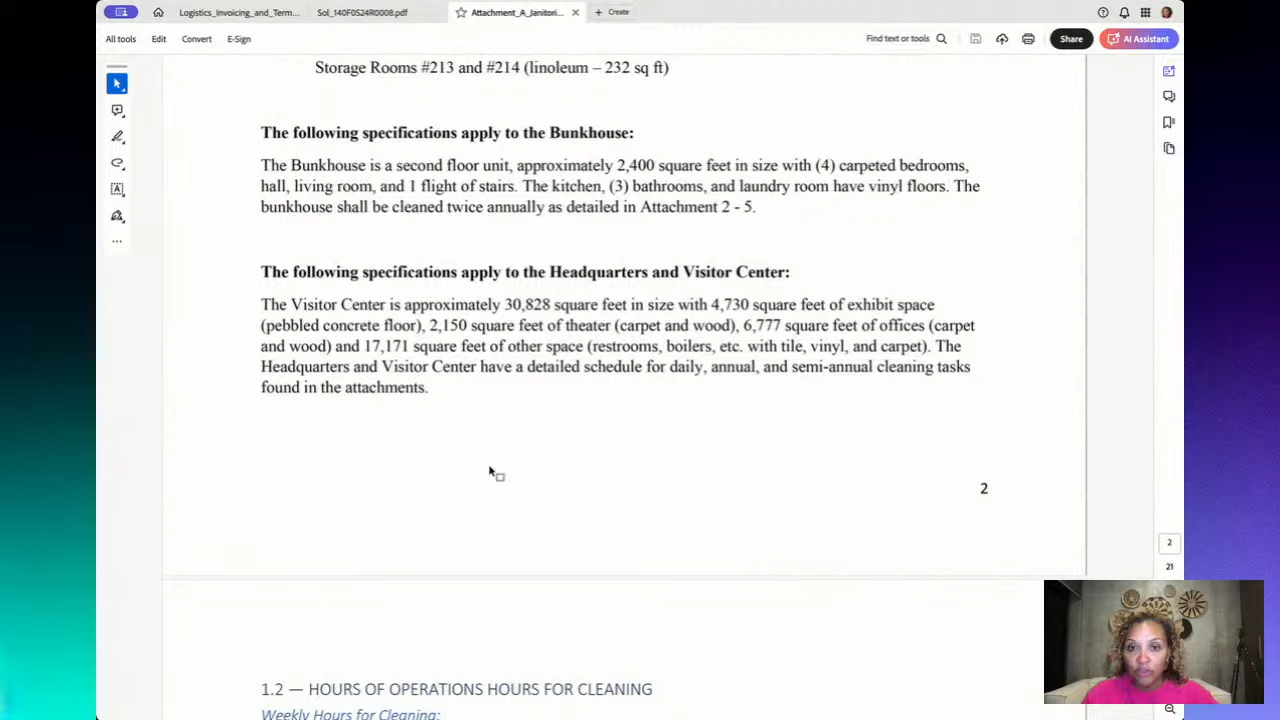 Logistics_Invoicing_and_Term...
Sol_140F0S24R0008.pdf
Attachment_A_Janitori...
Create
All tools
Edit
Convert
E-Sign
Find text or tools
Share
AI Assistant
Storage Rooms #213 and #214 (linoleum – 232 sq ft)
The following specifications apply to the Bunkhouse:
The Bunkhouse is a second floor unit, approximately 2,400 square feet in size with (4) carpeted bedrooms,
hall, living room, and 1 flight of stairs. The kitchen, (3) bathrooms, and laundry room have vinyl floors. The
bunkhouse shall be cleaned twice annually as detailed in Attachment 2 - 5.
The following specifications apply to the Headquarters and Visitor Center:
The Visitor Center is approximately 30,828 square feet in size with 4,730 square feet of exhibit space
(pebbled concrete floor), 2,150 square feet of theater (carpet and wood), 6,777 square feet of offices (carpet
and wood) and 17,171 square feet of other space (restrooms, boilers, etc. with tile, vinyl, and carpet). The
Headquarters and Visitor Center have a detailed schedule for daily, annual, and semi-annual cleaning tasks
found in the attachments.
2
2
21
1.2 — HOURS OF OPERATIONS HOURS FOR CLEANING
Weekly Hours for Cleaning: